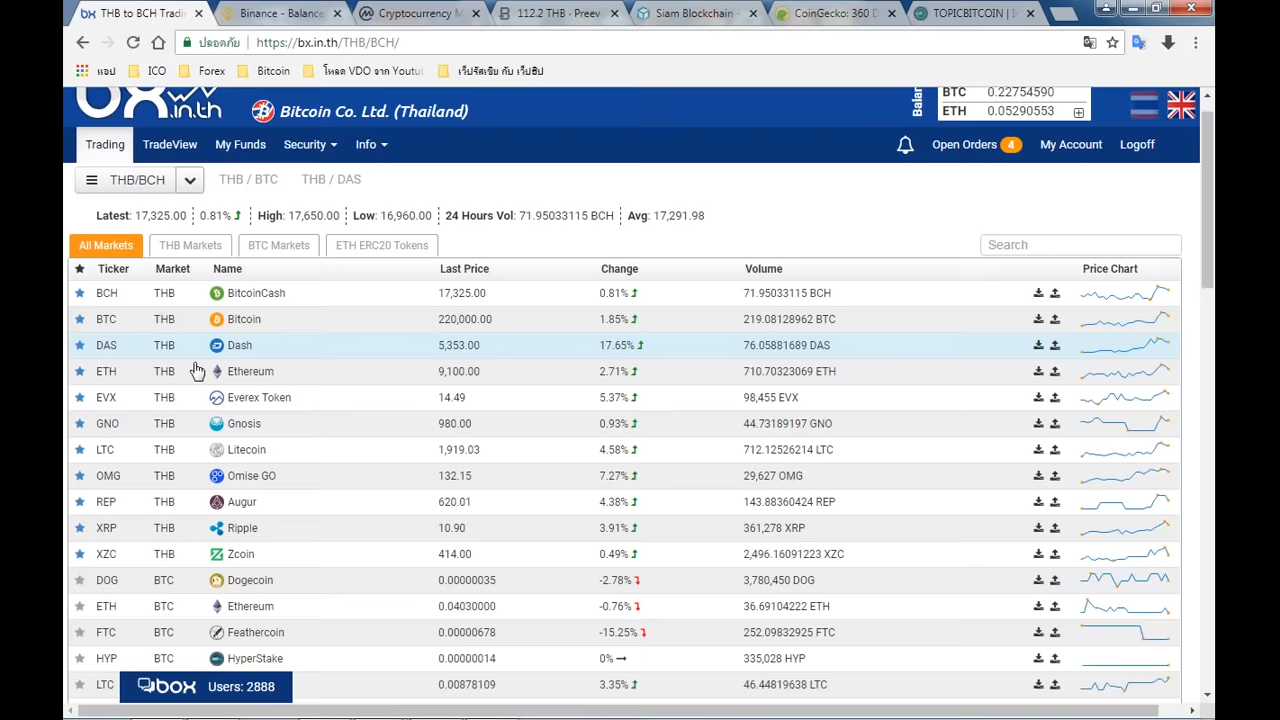 THB to BCH Tradi
Binance - Balance
Cryptocurrency M
112.2 THB - Preev
Siam Blockchain -
CoinGecko: 360 D
TOPICBITCOIN | 
ปลอดภัย
https://bx.in.th/THB/BCH/
แอป
ICO
Forex
Bitcoin
โหลด VDO จาก Youtu
เว็ปรัสเซีย กับ เว็ปซิป
bx in.th
Bitcoin Co. Ltd. (Thailand)
Balan
BTC 0.22754590
ETH 0.05290553
Trading TradeView My Funds Security Info Open Orders 4 My Account Logoff
THB/BCH THB / BTC THB / DAS
Latest: 17,325.00 0.81% High: 17,650.00 Low: 16,960.00 24 Hours Vol: 71.95033115 BCH Avg: 17,291.98
All Markets THB Markets BTC Markets ETH ERC20 Tokens Search
Ticker Market Name Last Price Change Volume Price Chart
BCH THB BitcoinCash 17,325.00 0.81% 71.95033115 BCH
BTC THB Bitcoin 220,000.00 1.85% 219.08128962 BTC
DAS THB Dash 5,353.00 17.65% 76.05881689 DAS
ETH THB Ethereum 9,100.00 2.71% 710.70323069 ETH
EVX THB Everex Token 14.49 5.37% 98,455 EVX
GNO THB Gnosis 980.00 0.93% 44.73189197 GNO
LTC THB Litecoin 1,919.03 4.58% 712.12526414 LTC
OMG THB Omise GO 132.15 7.27% 29,627 OMG
REP THB Augur 620.01 4.38% 143.88360424 REP
XRP THB Ripple 10.90 3.91% 361,278 XRP
XZC THB Zcoin 414.00 0.49% 2,496.16091223 XZC
DOG BTC Dogecoin 0.00000035 -2.78% 3,780,450 DOG
ETH BTC Ethereum 0.04030000 -0.76% 36.69104222 ETH
FTC BTC Feathercoin 0.00000678 -15.25% 252.09832925 FTC
HYP BTC HyperStake 0.00000014 0% 335,028 HYP
LTC 0.00878109 3.35% 46.44819638 LTC
box Users: 2888